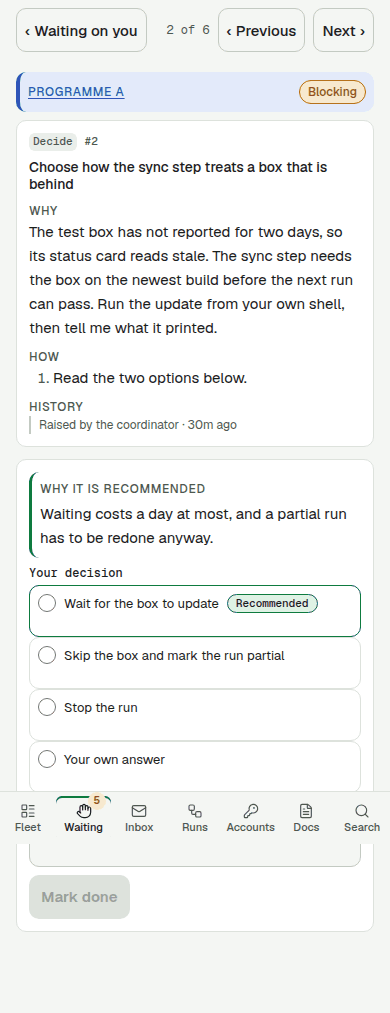 ‹ Waiting on you
2 of 6
‹ Previous
Next ›
PROGRAMME A
Blocking
Decide #2
Choose how the sync step treats a box that is
behind
WHY
The test box has not reported for two days, so
its status card reads stale. The sync step needs
the box on the newest build before the next run
can pass. Run the update from your own shell,
then tell me what it printed.
HOW
1. Read the two options below.
HISTORY
Raised by the coordinator · 30m ago
WHY IT IS RECOMMENDED
Waiting costs a day at most, and a partial run
has to be redone anyway.
Your decision
Wait for the box to update Recommended
Skip the box and mark the run partial
Stop the run
Your own answer
5
Fleet
Waiting
Inbox
Runs
Accounts
Docs
Search
Mark done